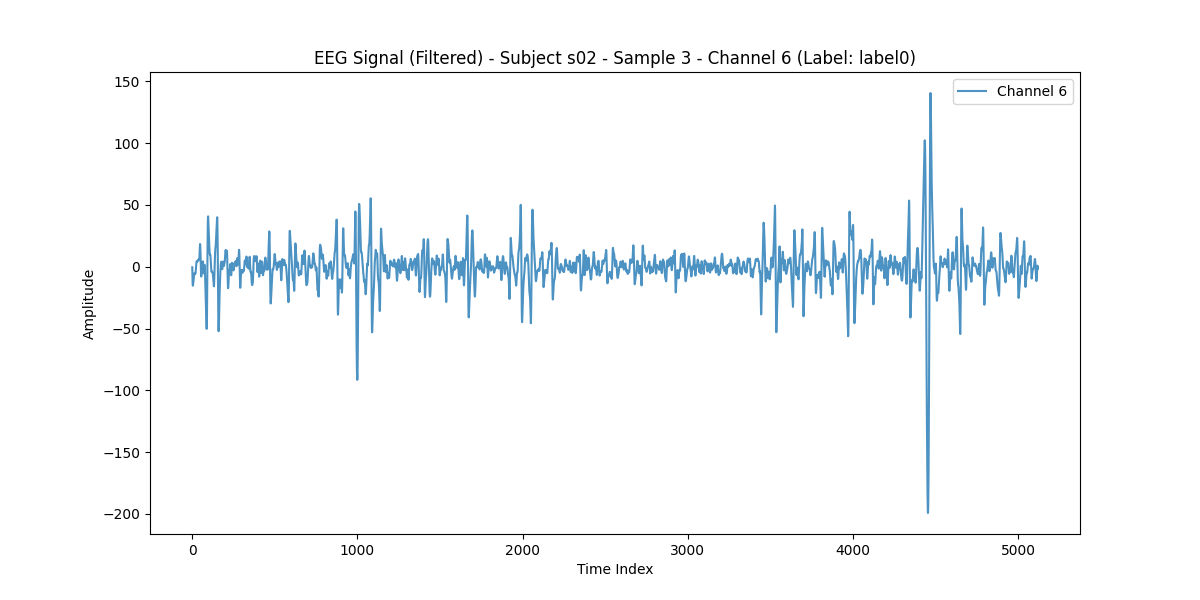 EEG Signal (Filtered) - Subject s02 - Sample 3 - Channel 6 (Label: label0)
Channel 6
150
100
50
0
−50
−100
−150
−200
Amplitude
0 1000 2000 3000 4000 5000
Time Index